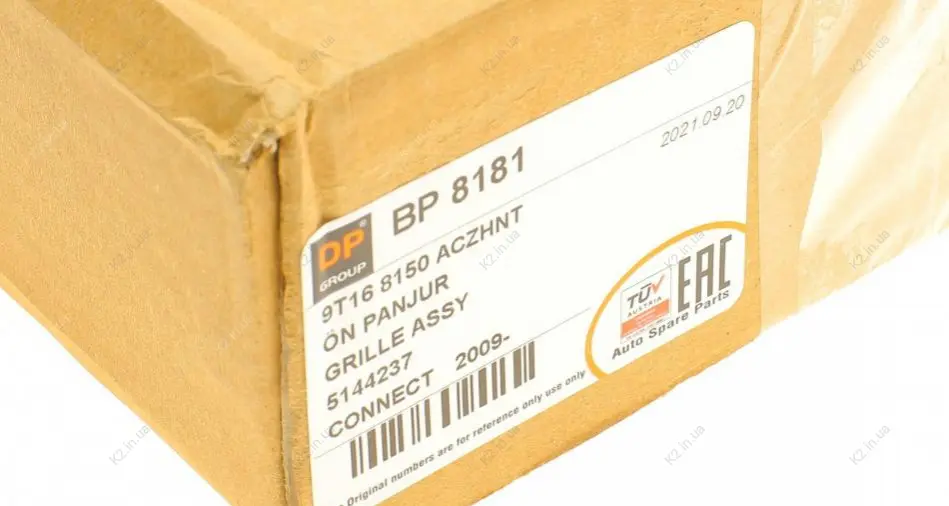 DP®
GROUP
BP 8181
2021.09.20
9T16 8150 ACZHNT
ÖN PANJUR
GRILLE ASSY
5144237
CONNECT 2009-
Original numbers are for reference only use only
TÜV
AUSTRIA
EAC
Auto Spare Parts
K2.in.ua